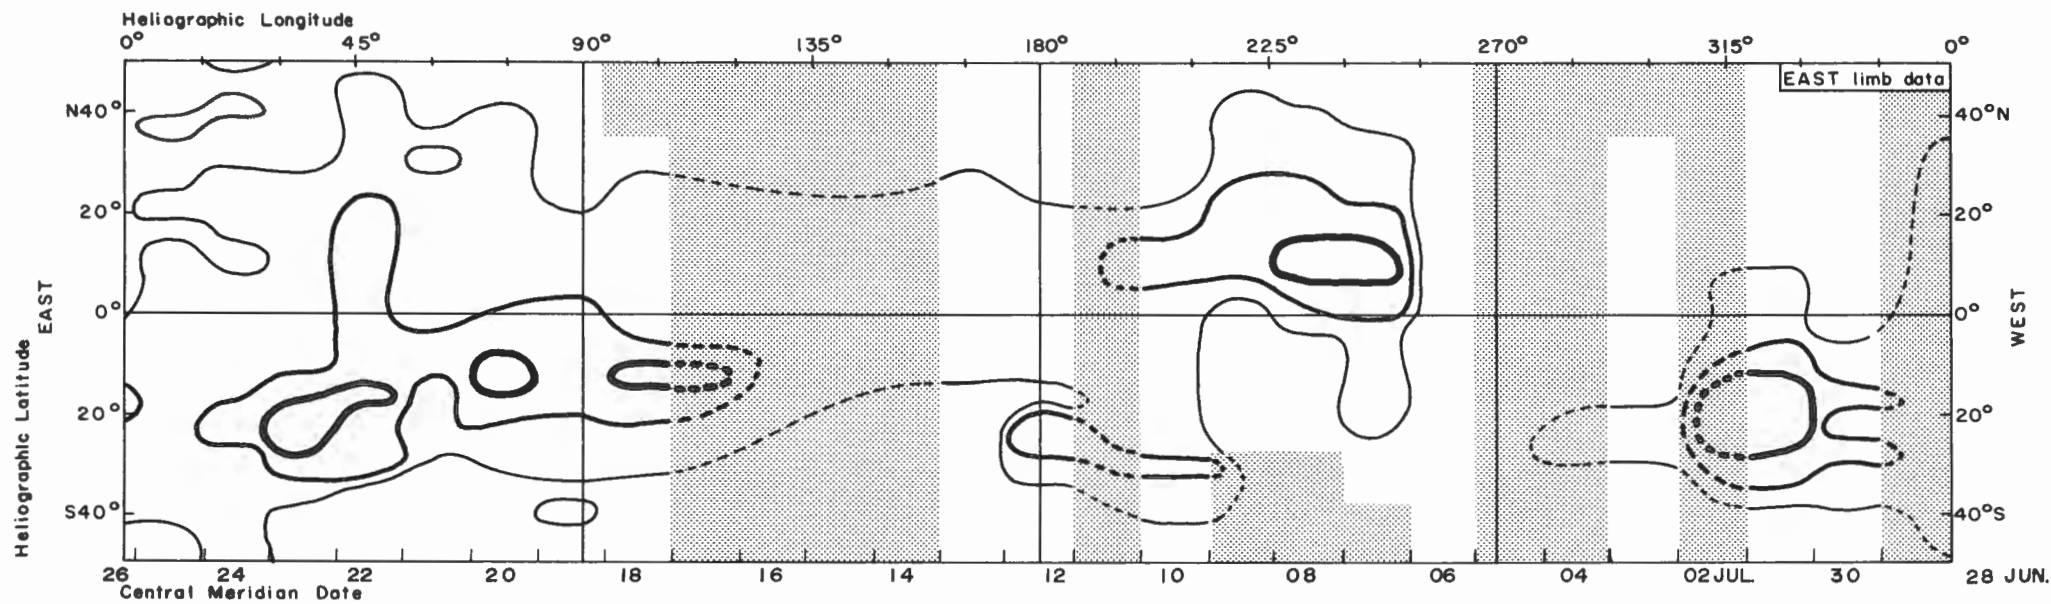 Heliographic Longitude
0° 45° 90° 135° 180° 225° 270° 315° 0°
EAST limb data
N40° 40°N
20° 20°
0° 0°
20° 20°
S40° 40°S
EAST
WEST
Heliographic Latitude
26 24 22 20 18 16 14 12 10 08 06 04 02JUL 30 28 JUN.
Central Meridian Date